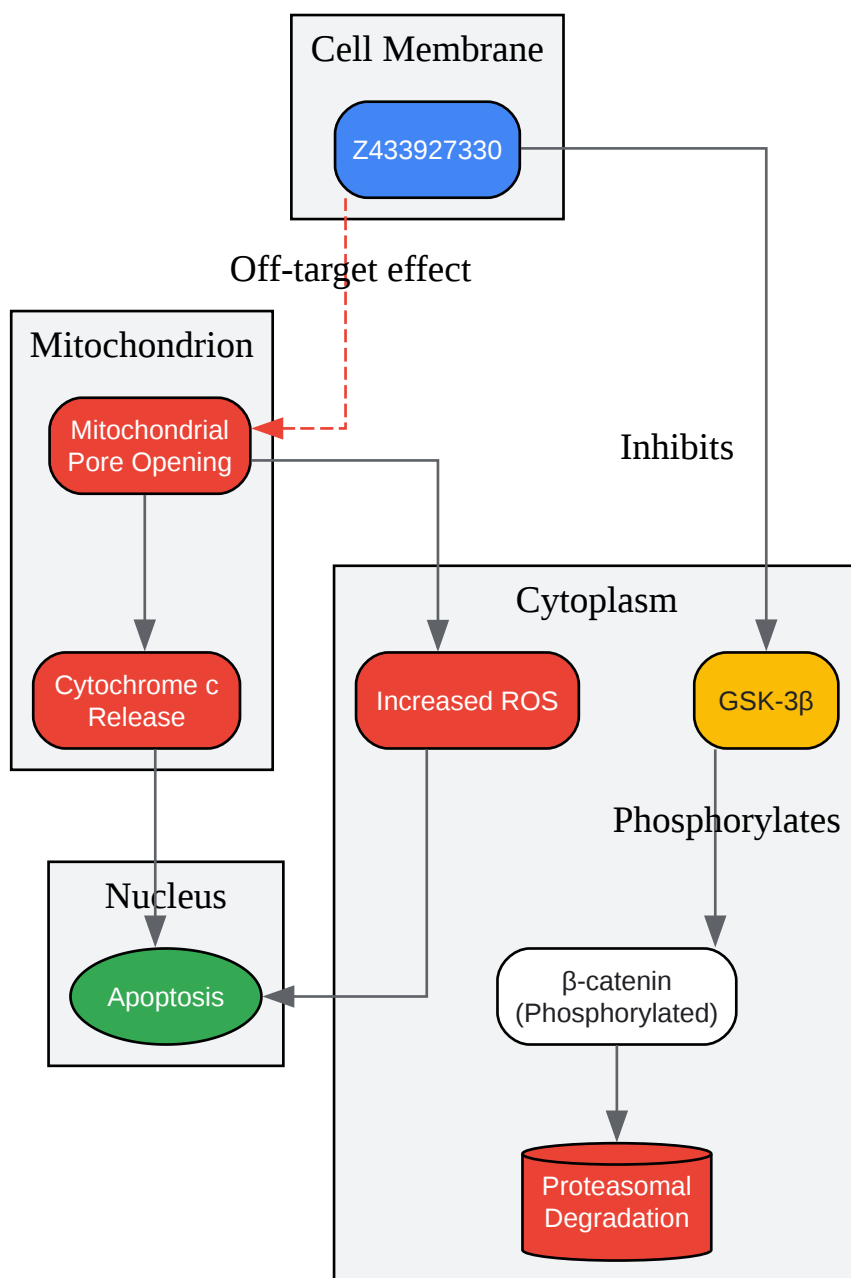 Cell Membrane
Z433927330
Off-target effect
Mitochondrion
Mitochondrial
Pore Opening
Inhibits
Cytoplasm
Cytochrome c
Release
Increased ROS
GSK-3β
Phosphorylates
Nucleus
Apoptosis
β-catenin
(Phosphorylated)
Proteasomal
Degradation